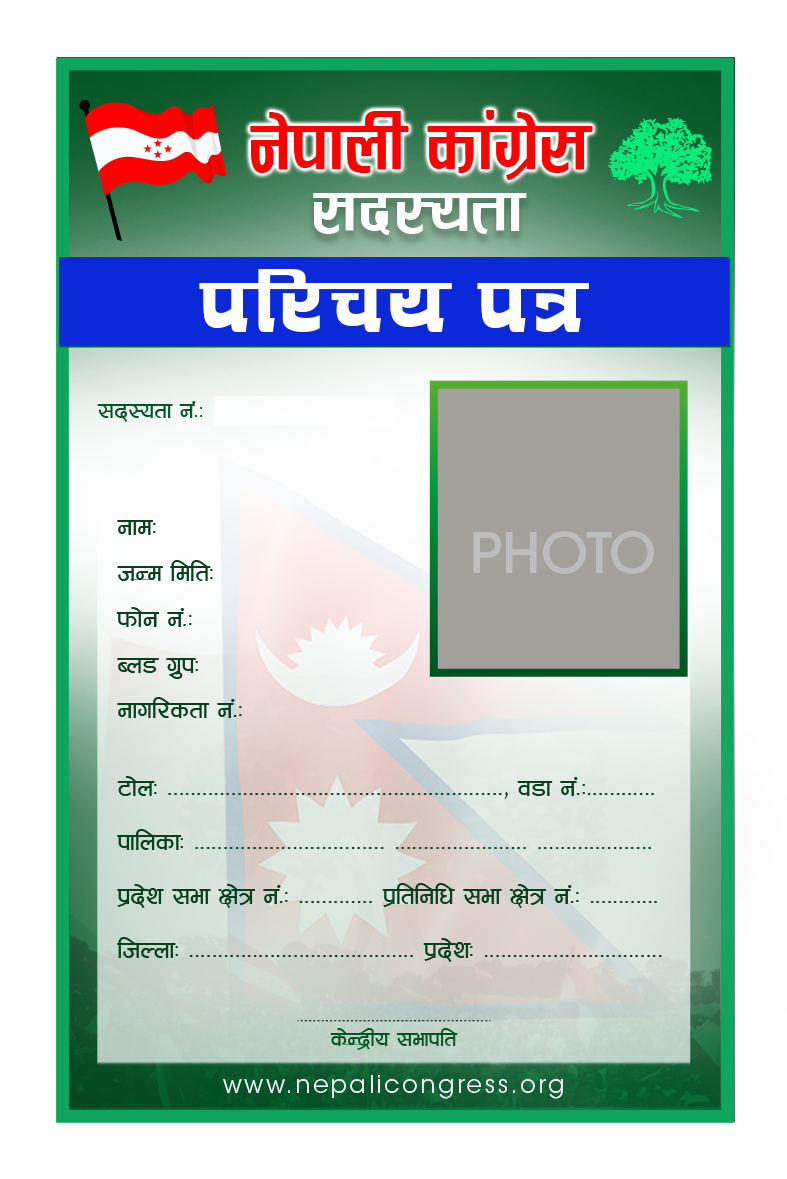 नेपाली कांग्रेस
सदस्यता
परिचय पत्र
सद्स्यता नं.:
PHOTO
नामः
जन्म मितिः
फोन नं.:
ब्लड ग्रुपः
नागरिकता नं.:
टोलः ........................................................., वडा नं.:............
पालिकाः ................................ ....................... ....................
प्रदेश सभा क्षेत्र नं.: ............. प्रतिनिधि सभा क्षेत्र नं.: ............
जिल्लाः ....................................... प्रदेशः ...............................
केन्द्रीय सभापति
www.nepalicongress.org